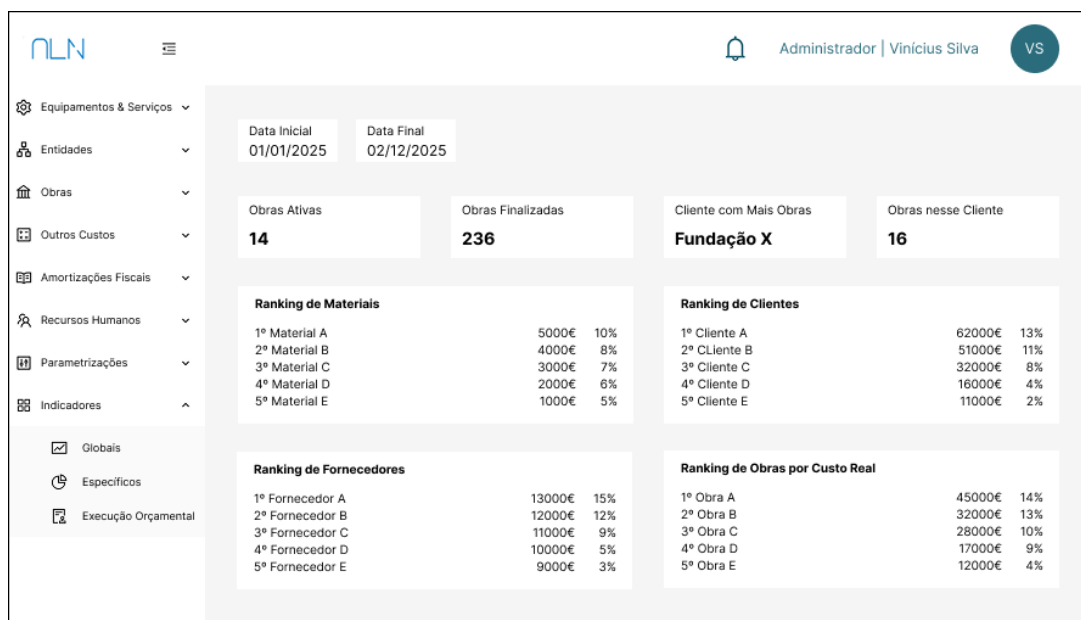 NLN
Administrador | Vinícius Silva
VS
Equipamentos & Serviços
Entidades
Obras
Outros Custos
Amortizações Fiscais
Recursos Humanos
Parametrizações
Indicadores
Globais
Específicos
Execução Orçamental
Data Inicial
01/01/2025
Data Final
02/12/2025
Obras Ativas
14
Obras Finalizadas
236
Cliente com Mais Obras
Fundação X
Obras nesse Cliente
16
Ranking de Materiais
1º Material A 5000€ 10%
2º Material B 4000€ 8%
3º Material C 3000€ 7%
4º Material D 2000€ 6%
5º Material E 1000€ 5%
Ranking de Clientes
1º Cliente A 62000€ 13%
2º CLiente B 51000€ 11%
3º Cliente C 32000€ 8%
4º Cliente D 16000€ 4%
5º Cliente E 11000€ 2%
Ranking de Fornecedores
1º Fornecedor A 13000€ 15%
2º Fornecedor B 12000€ 12%
3º Fornecedor C 11000€ 9%
4º Fornecedor D 10000€ 5%
5º Fornecedor E 9000€ 3%
Ranking de Obras por Custo Real
1º Obra A 45000€ 14%
2º Obra B 32000€ 13%
3º Obra C 28000€ 10%
4º Obra D 17000€ 9%
5º Obra E 12000€ 4%